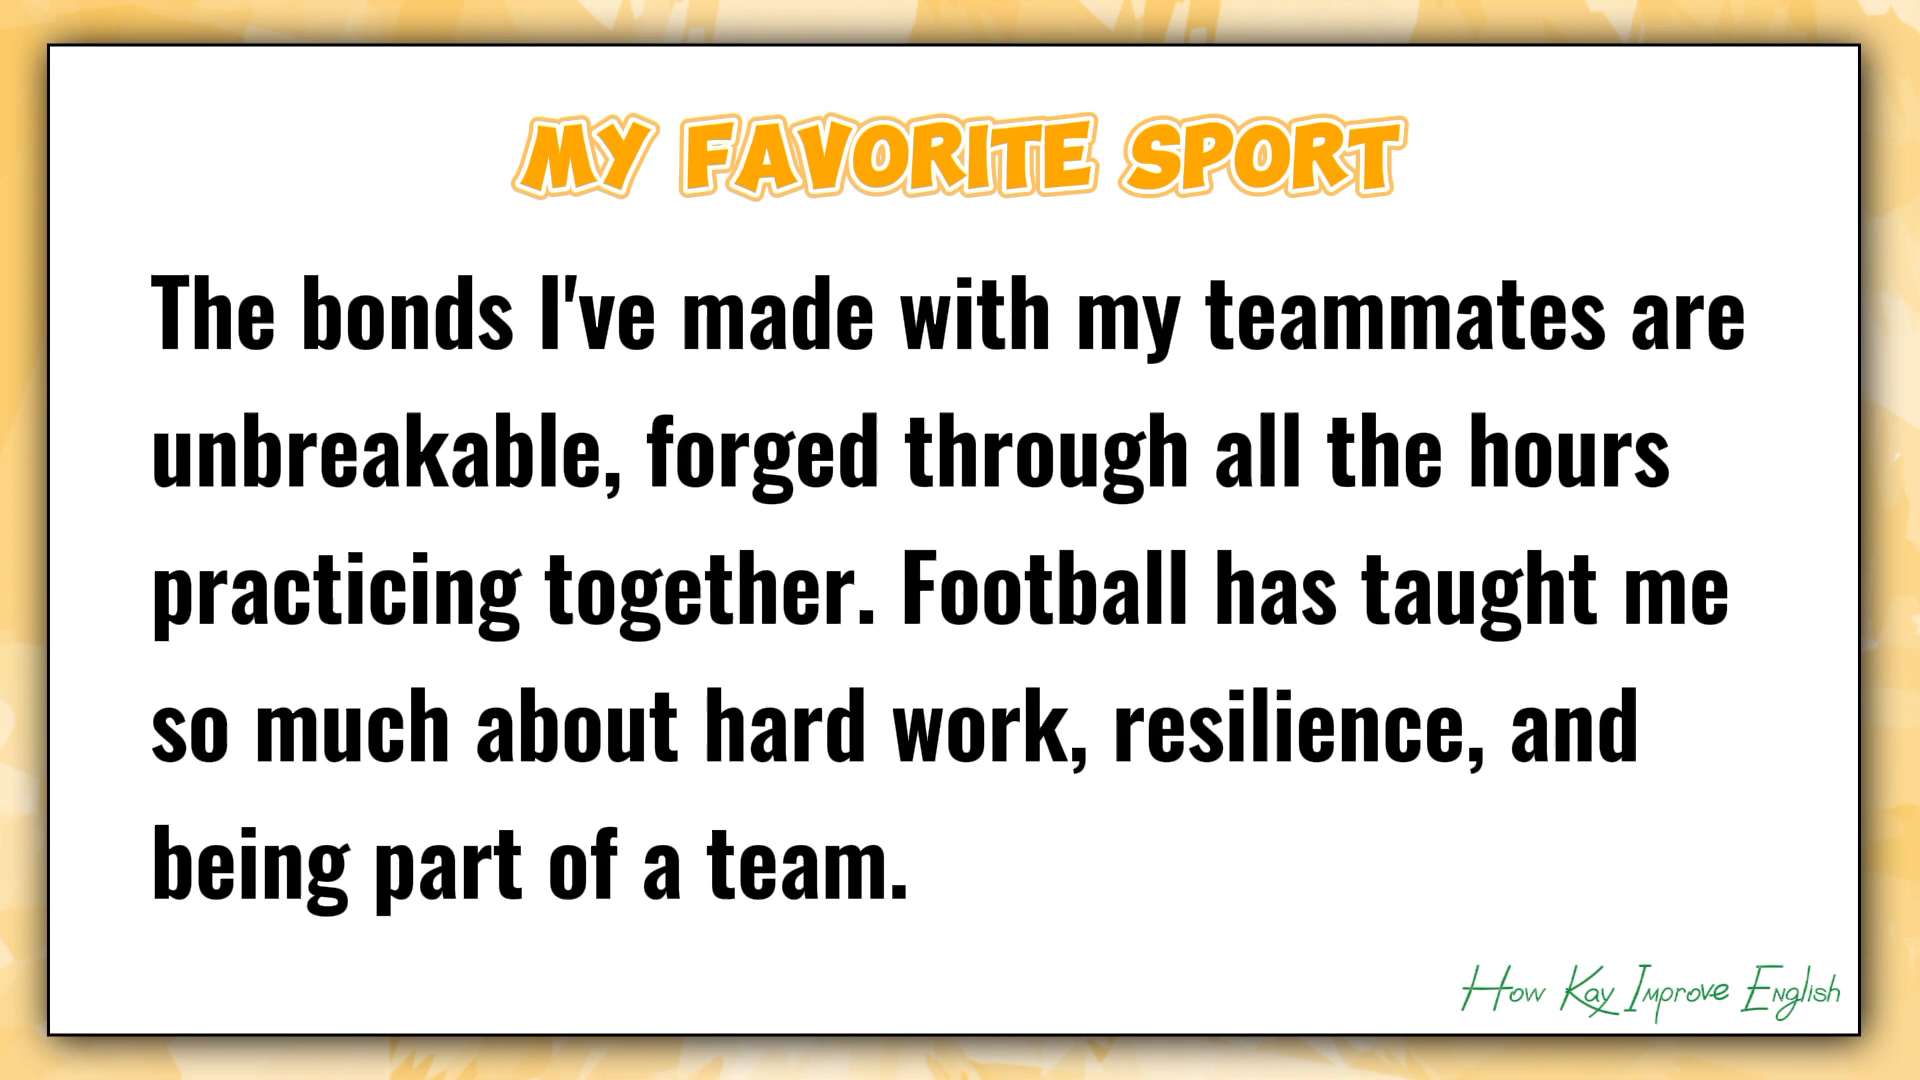 MY FAVORITE SPORT
The bonds I've made with my teammates are
unbreakable, forged through all the hours
practicing together. Football has taught me
so much about hard work, resilience, and
being part of a team.
How Kay Improve English